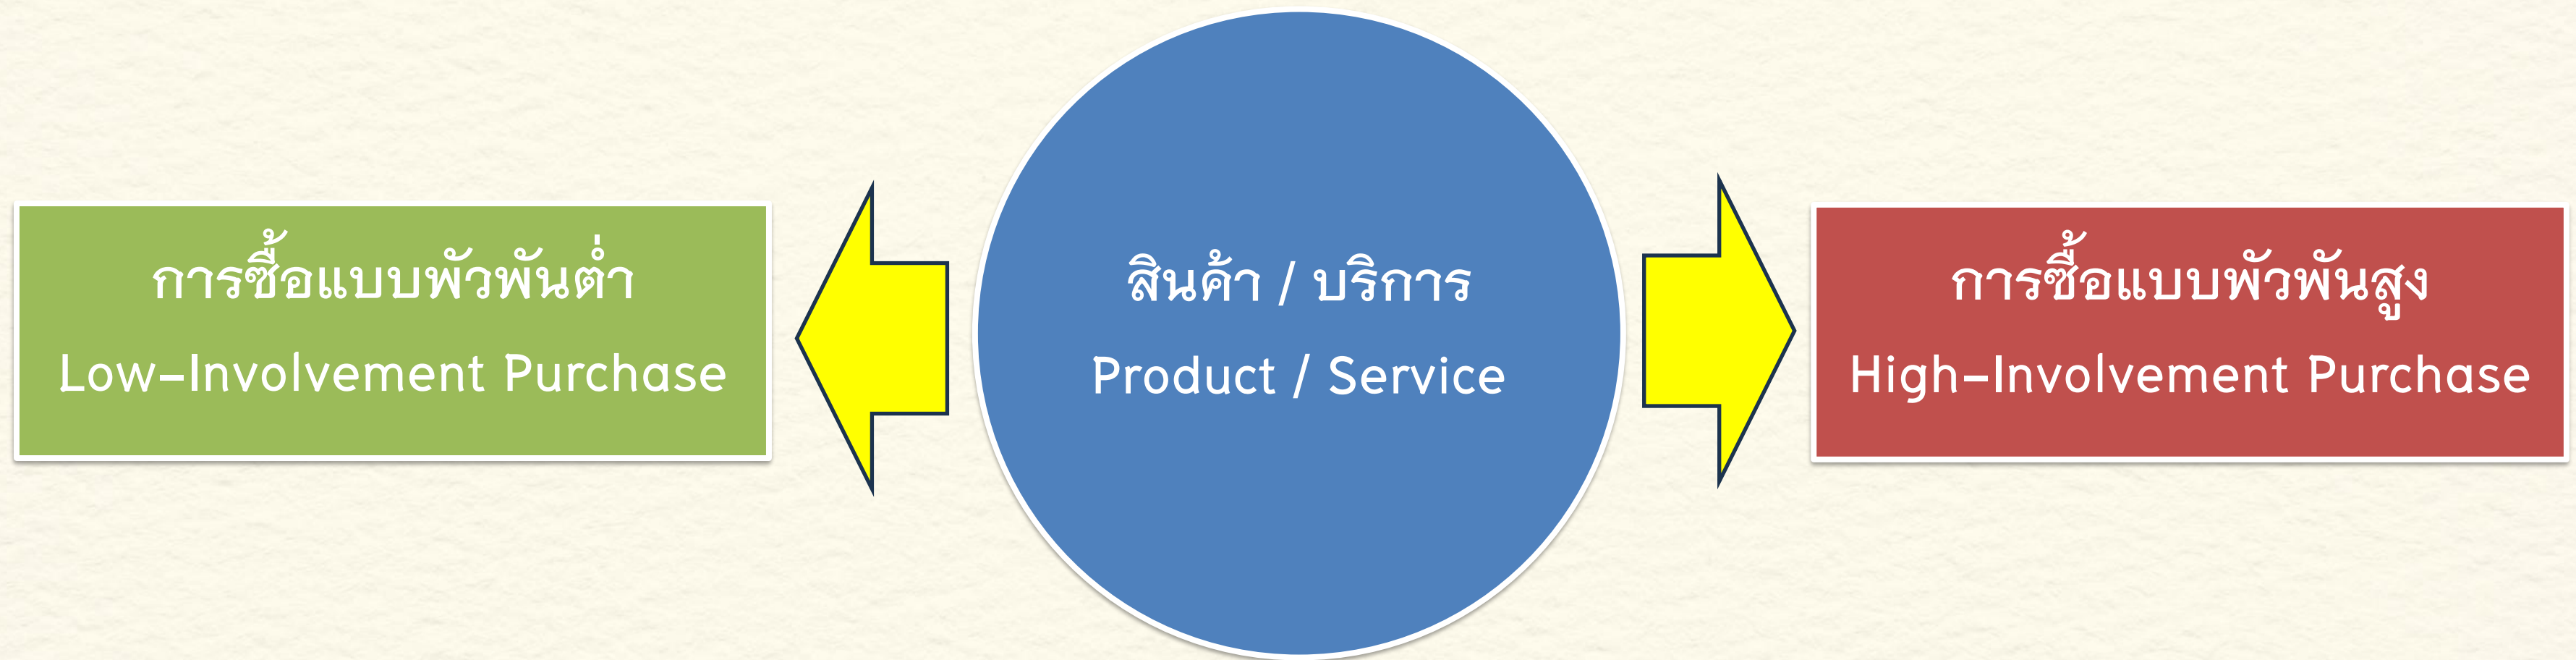 การซื้อแบบพัวพันต่ำ
Low-Involvement Purchase
สินค้า / บริการ
Product / Service
การซื้อแบบพัวพันสูง
High-Involvement Purchase